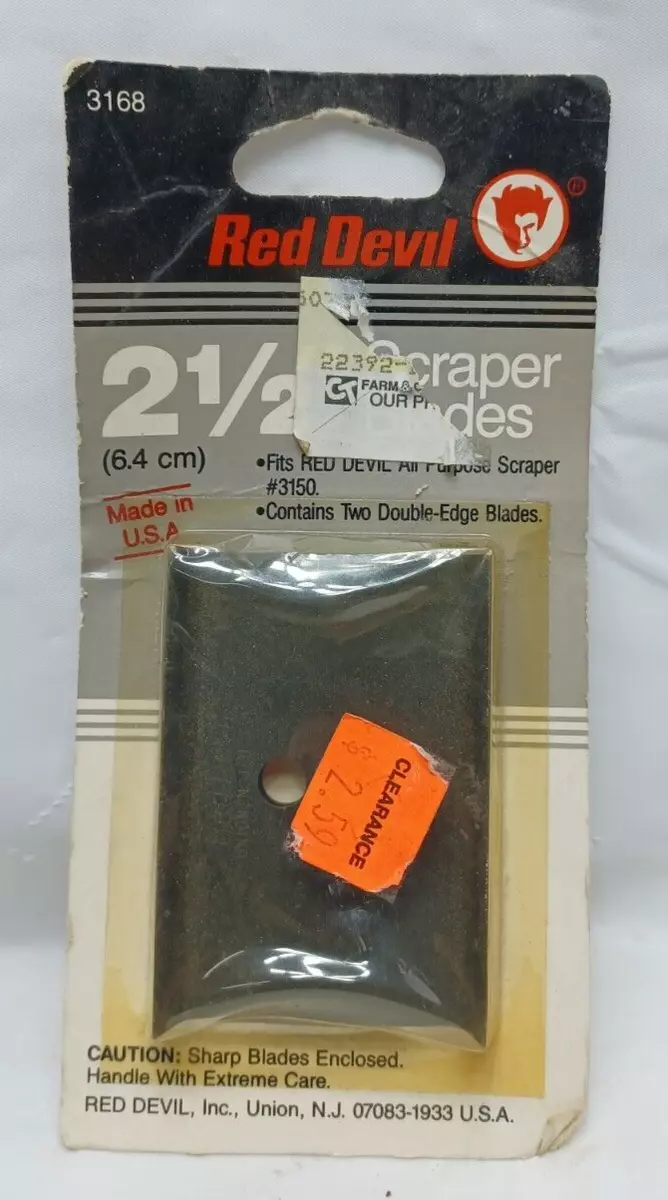 3168
Red Devil
®
2½
Scraper
22392-
CT FARM & C
OUR P
(6.4 cm)
•Fits RED DEVIL All Purpose Scraper
#3150.
•Contains Two Double-Edge Blades.
Made in
U.S.A
CLEARANCE
$ 2.59
CAUTION: Sharp Blades Enclosed.
Handle With Extreme Care.
RED DEVIL, Inc., Union, N.J. 07083-1933 U.S.A.